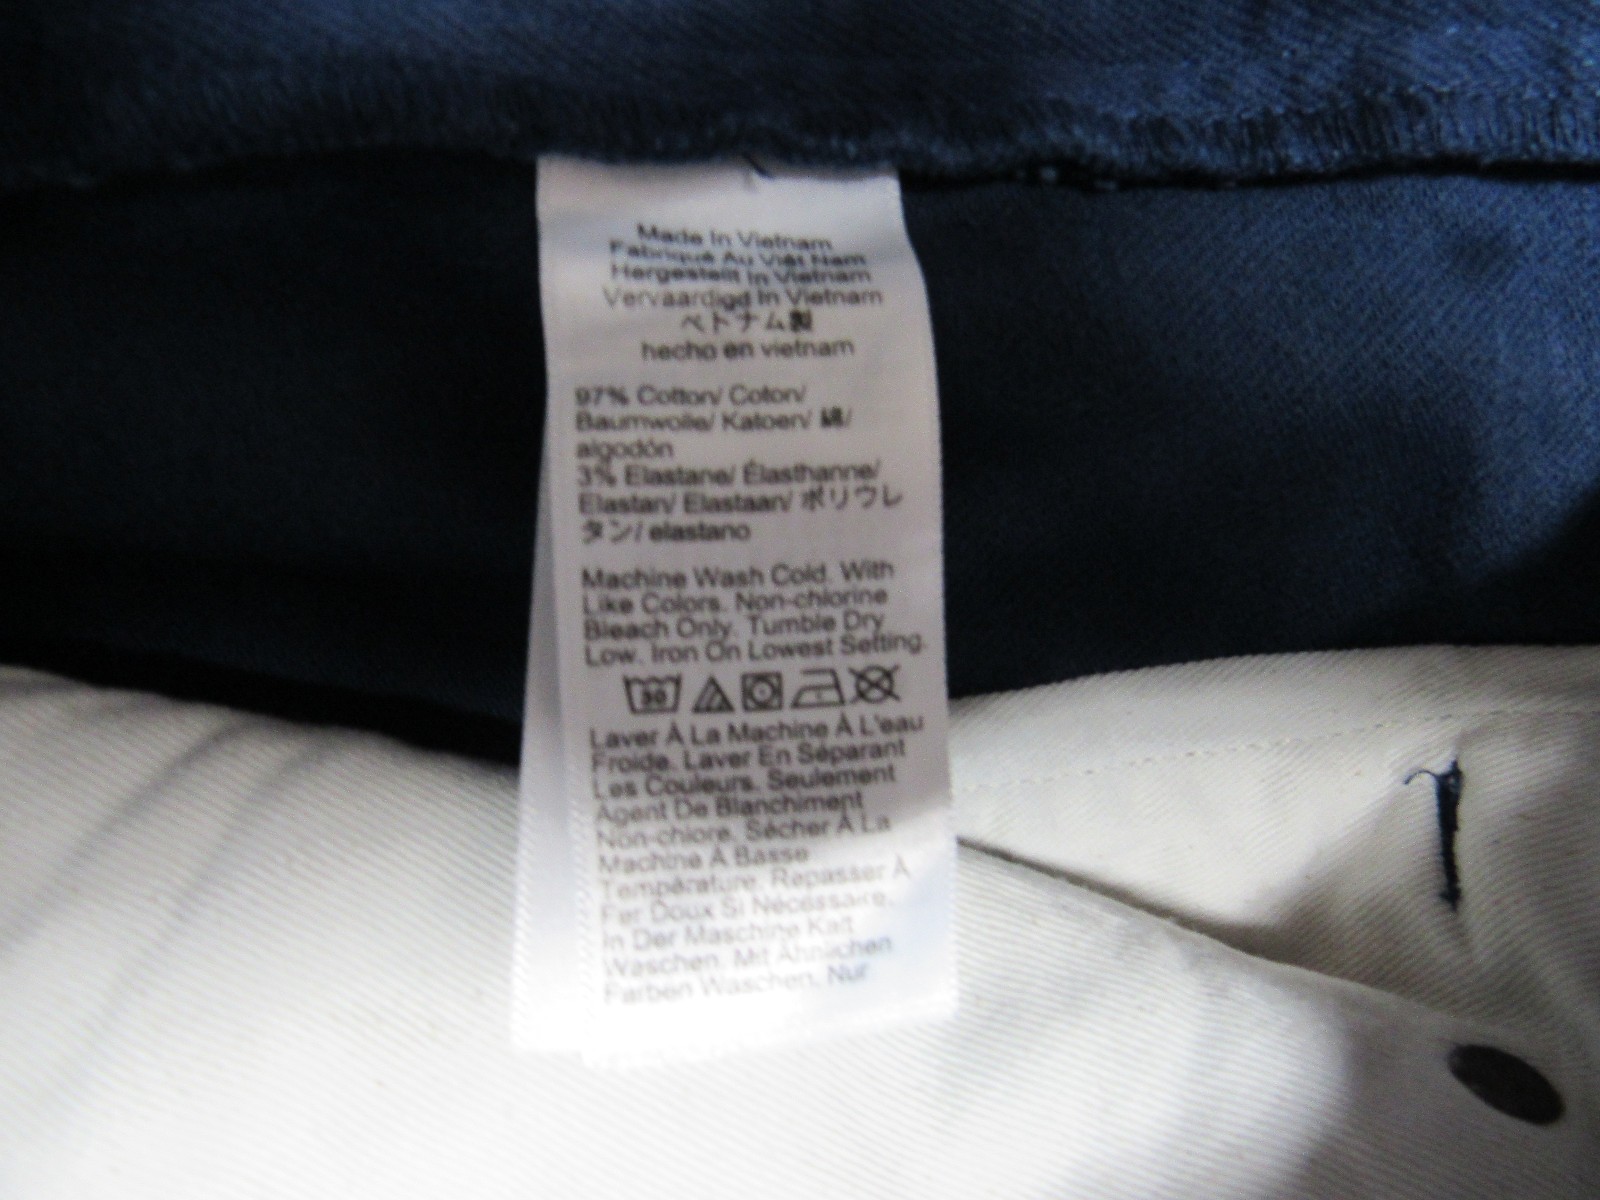 Made In Vietnam
Fabriqué Au Viêt Nam
Hergestellt In Vietnam
Vervaardigd In Vietnam
ベトナム製
hecho en vietnam
97% Cotton/ Coton/
Baumwolle/ Katoen/ 綿/
algodón
3% Elastane/ Élasthanne/
Elastan/ Elastaan/ ポリウレ
タン/ elastano
Machine Wash Cold. With
Like Colors. Non-chlorine
Bleach Only. Tumble Dry
Low. Iron On Lowest Setting.
30
Laver À La Machine À L'eau
Froide. Laver En Séparant
Les Couleurs. Seulement
Agent De Blanchiment
Non-chlore. Sécher À La
Machine À Basse
Température. Repasser À
Fer Doux Si Nécessaire.
In Der Maschine Kalt
Waschen. Mit Ähnlichen
Farben Waschen. Nur